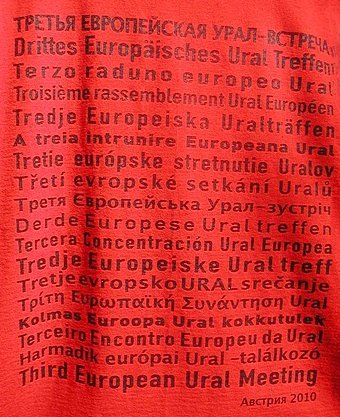 ТРЕТЬЯ ЕВРОПЕЙСКАЯ УРАЛ-ВСТРЕЧА
Drittes Europäisches Ural Treffen
Terzo raduno europeo Ural
Troisième rassemblement Ural Européen
Tredje Europeiska Uralträffen
A treia intrunire Europeana Ural
Tretie európske stretnutie Uralov
Třetí evropské setkání Uralů
Третя Європейська Урал-зустріч
Derde Europese Ural treffen
Tercera Concentración Ural Europea
Tredje Europeiske Ural treff
Tretje evropsko URAL srečanje
Τρίτη Ευρωπαϊκή Συνάντηση Ural
Kolmas Euroopa Ural kokkutulek
Terceiro Encontro Europeu da Ural
Harmadik európai Ural -találkozó
Third European Ural Meeting
Австрия 2010